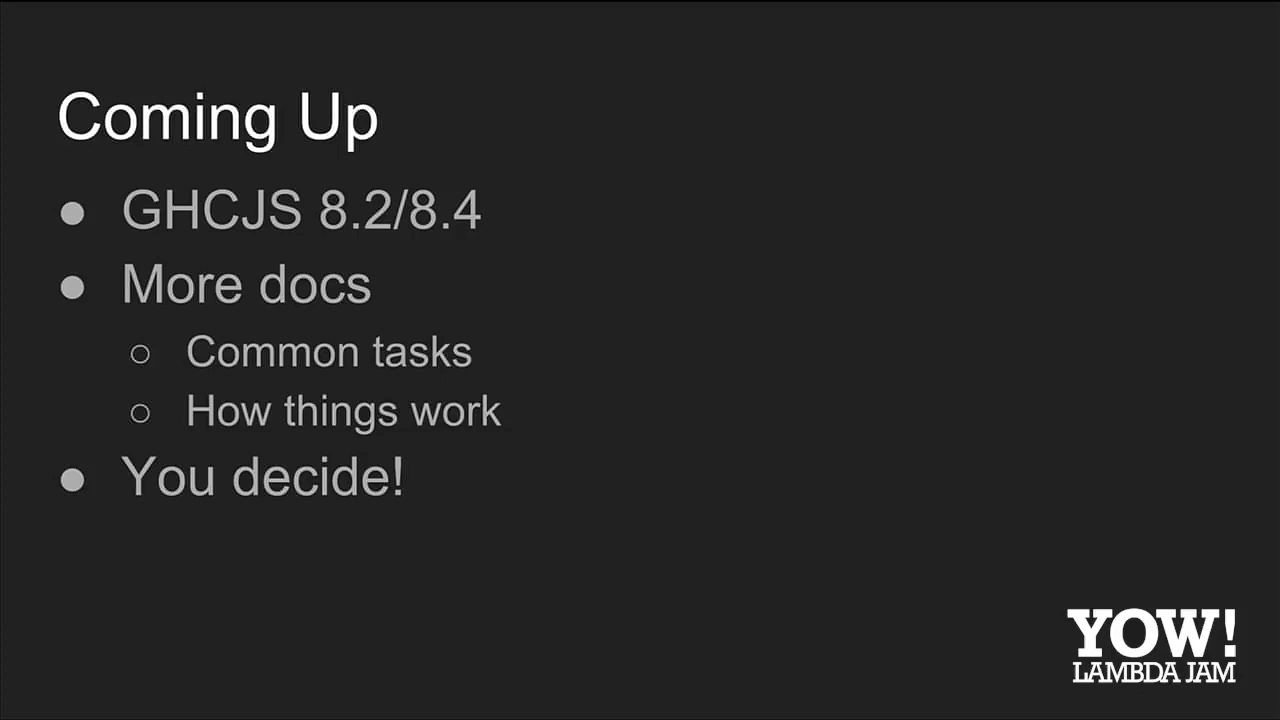 Coming Up
● GHCJS 8.2/8.4
● More docs
○ Common tasks
○ How things work
● You decide!
YOW!
LAMBDA JAM